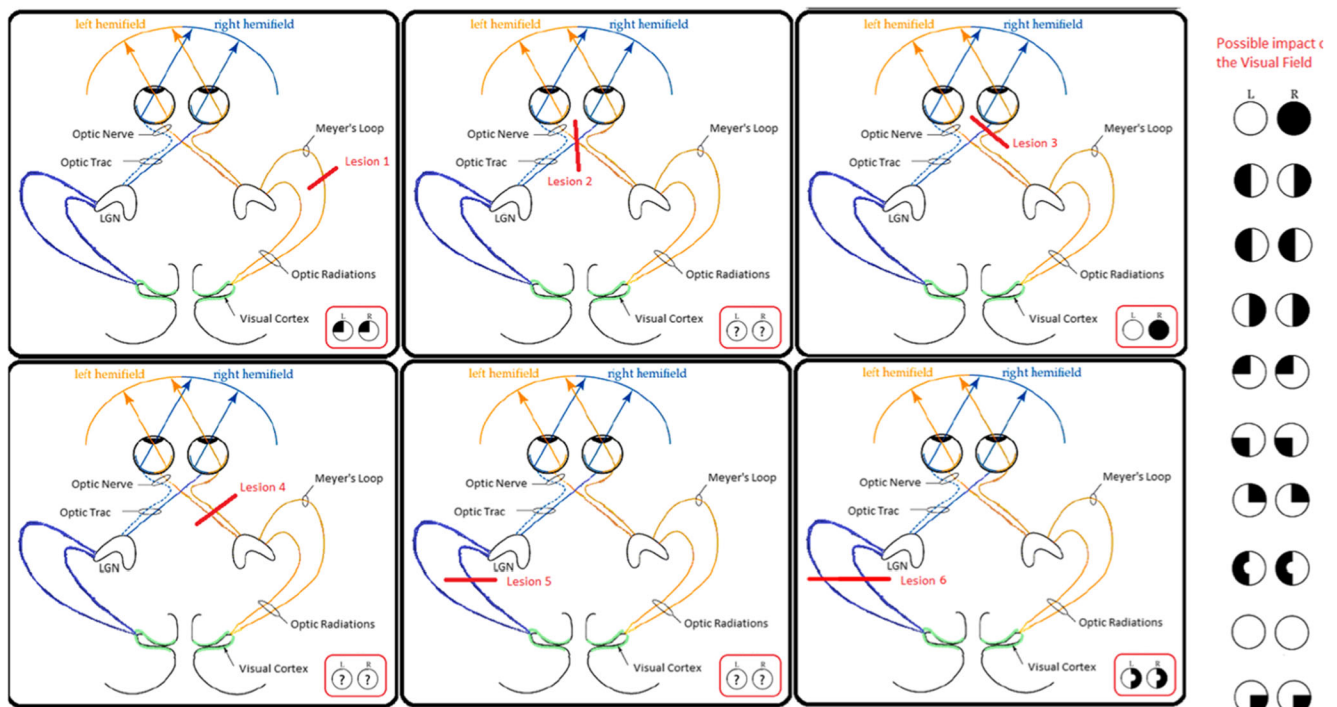 left hemifield right hemifield
Optic Nerve
Meyer's Loop
Optic Trac
Lesion 1
LGN
Optic Radiations
Visual Cortex
L R
left hemifield right hemifield
Optic Nerve
Meyer's Loop
Optic Trac
Lesion 2
LGN
Optic Radiations
Visual Cortex
L R
? ?
left hemifield right hemifield
Optic Nerve
Meyer's Loop
Lesion 3
Optic Trac
LGN
Optic Radiations
Visual Cortex
L R
Possible impact
the Visual Field
L R
left hemifield right hemifield
Meyer's Loop
Optic Nerve
Lesion 4
Optic Trac
LGN
Optic Radiations
Visual Cortex
L R
? ?
left hemifield right hemifield
Meyer's Loop
Optic Nerve
Optic Trac
LGN
Lesion 5
Optic Radiations
Visual Cortex
L R
? ?
left hemifield right hemifield
Meyer's Loop
Optic Nerve
Optic Trac
LGN
Lesion 6
Optic Radiations
Visual Cortex
L R